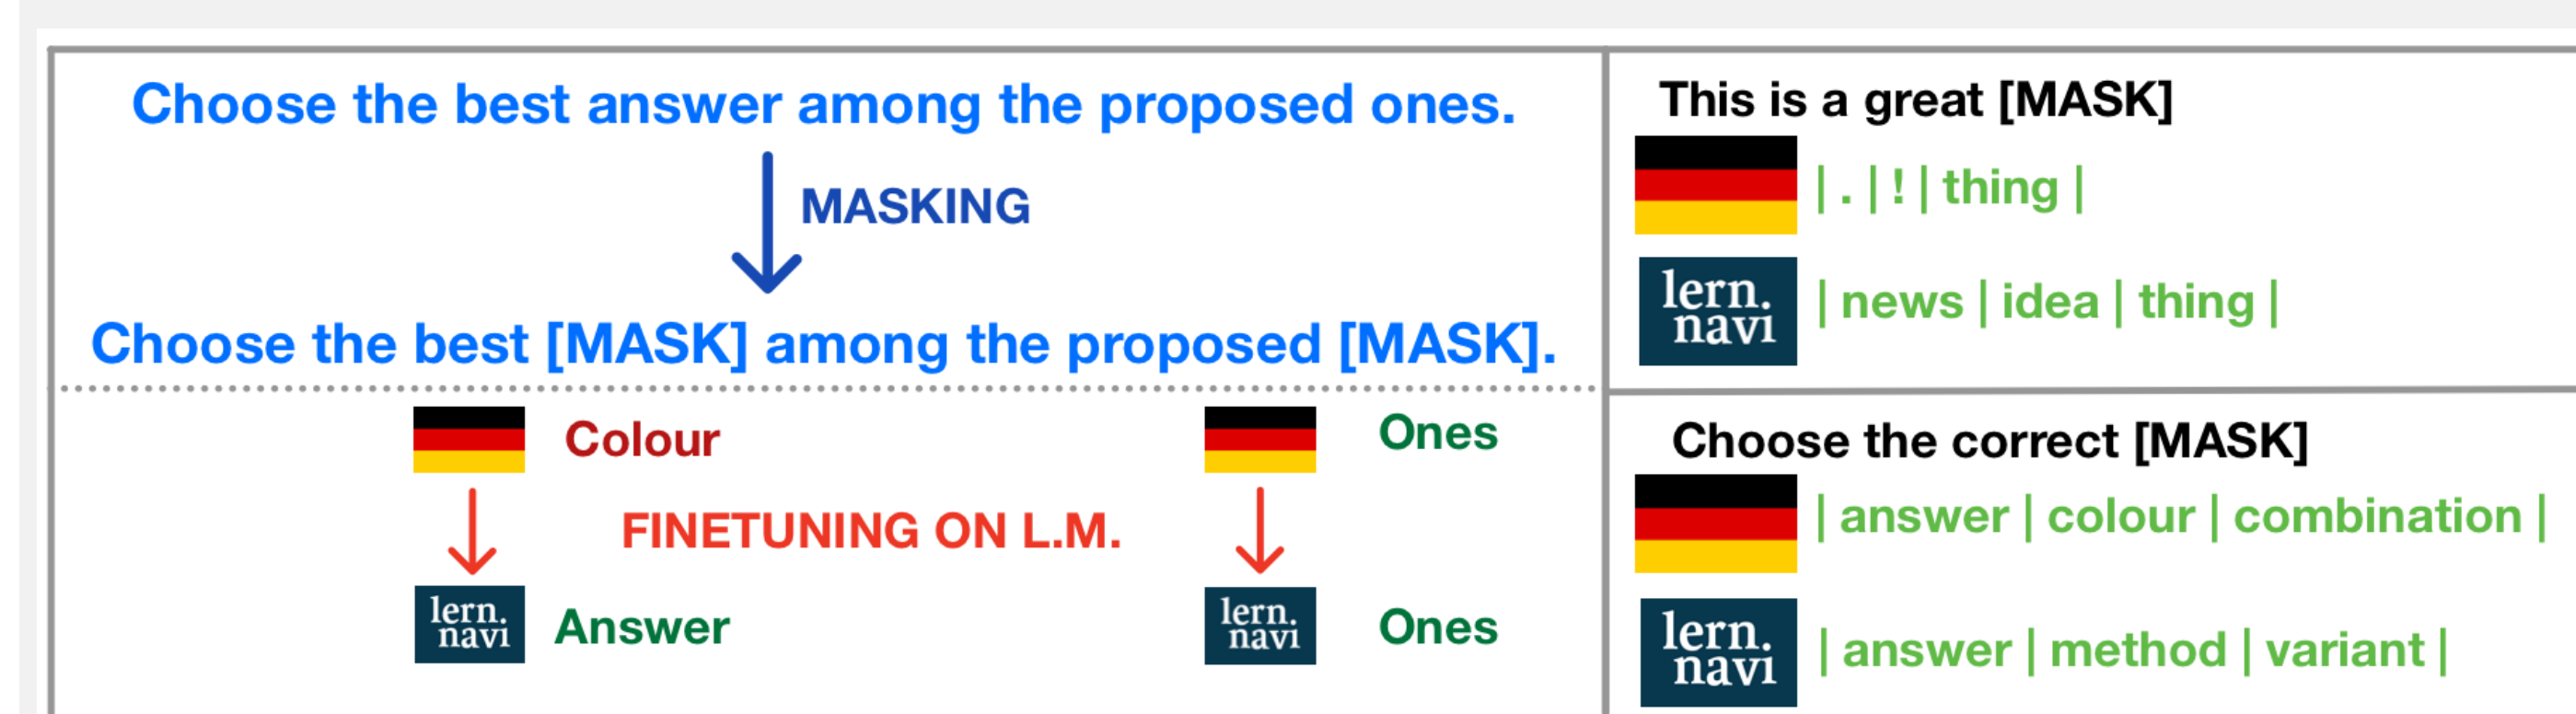 Choose the best answer among the proposed ones.
MASKING
Choose the best [MASK] among the proposed [MASK].
Colour
Ones
FINETUNING ON L.M.
lern.
navi
Answer
lern.
navi
Ones
This is a great [MASK]
| . | ! | thing |
lern.
navi
| news | idea | thing |
Choose the correct [MASK]
| answer | colour | combination |
lern.
navi
| answer | method | variant |